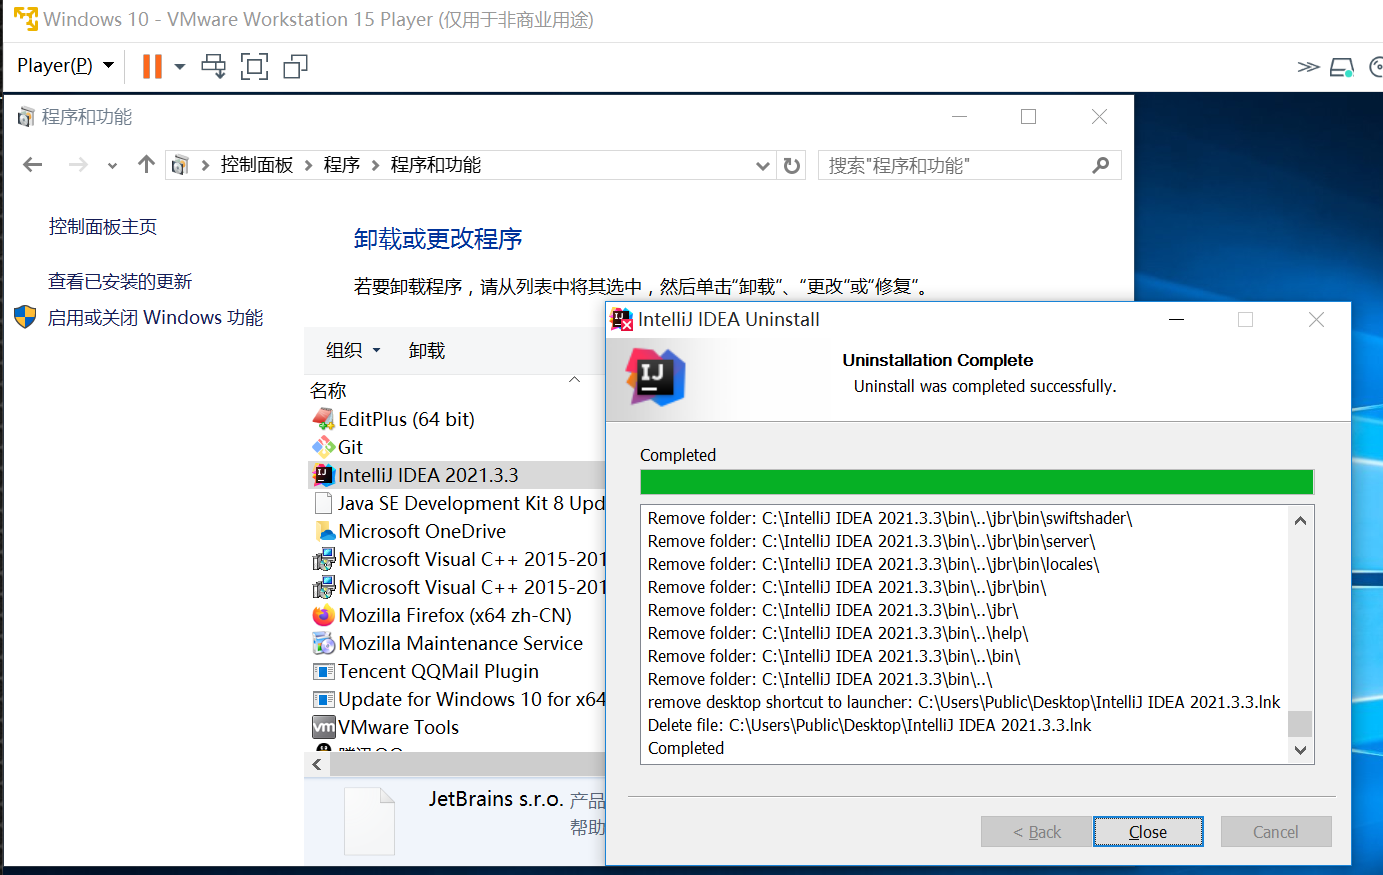 Windows 10 - VMware Workstation 15 Player (仅用于非商业用途)
Player(P)
程序和功能
控制面板 程序 程序和功能
搜索"程序和功能"
控制面板主页
查看已安装的更新
启用或关闭 Windows 功能
卸载或更改程序
若要卸载程序，请从列表中将其选中，然后单击“卸载”、“更改”或“修复”。
组织 卸载
名称
EditPlus (64 bit)
Git
IntelliJ IDEA 2021.3.3
Java SE Development Kit 8 Upd
Microsoft OneDrive
Microsoft Visual C++ 2015-201
Microsoft Visual C++ 2015-201
Mozilla Firefox (x64 zh-CN)
Mozilla Maintenance Service
Tencent QQMail Plugin
Update for Windows 10 for x64
vm VMware Tools
腾讯QQ
JetBrains s.r.o. 产品
帮助
IntelliJ IDEA Uninstall
IJ
Uninstallation Complete
Uninstall was completed successfully.
Completed
Remove folder: C:\IntelliJ IDEA 2021.3.3\bin\..\jbr\bin\swiftshader\
Remove folder: C:\IntelliJ IDEA 2021.3.3\bin\..\jbr\bin\server\
Remove folder: C:\IntelliJ IDEA 2021.3.3\bin\..\jbr\bin\locales\
Remove folder: C:\IntelliJ IDEA 2021.3.3\bin\..\jbr\bin\
Remove folder: C:\IntelliJ IDEA 2021.3.3\bin\..\jbr\
Remove folder: C:\IntelliJ IDEA 2021.3.3\bin\..\help\
Remove folder: C:\IntelliJ IDEA 2021.3.3\bin\..\bin\
Remove folder: C:\IntelliJ IDEA 2021.3.3\bin\..\
remove desktop shortcut to launcher: C:\Users\Public\Desktop\IntelliJ IDEA 2021.3.3.lnk
Delete file: C:\Users\Public\Desktop\IntelliJ IDEA 2021.3.3.lnk
Completed
< Back Close Cancel